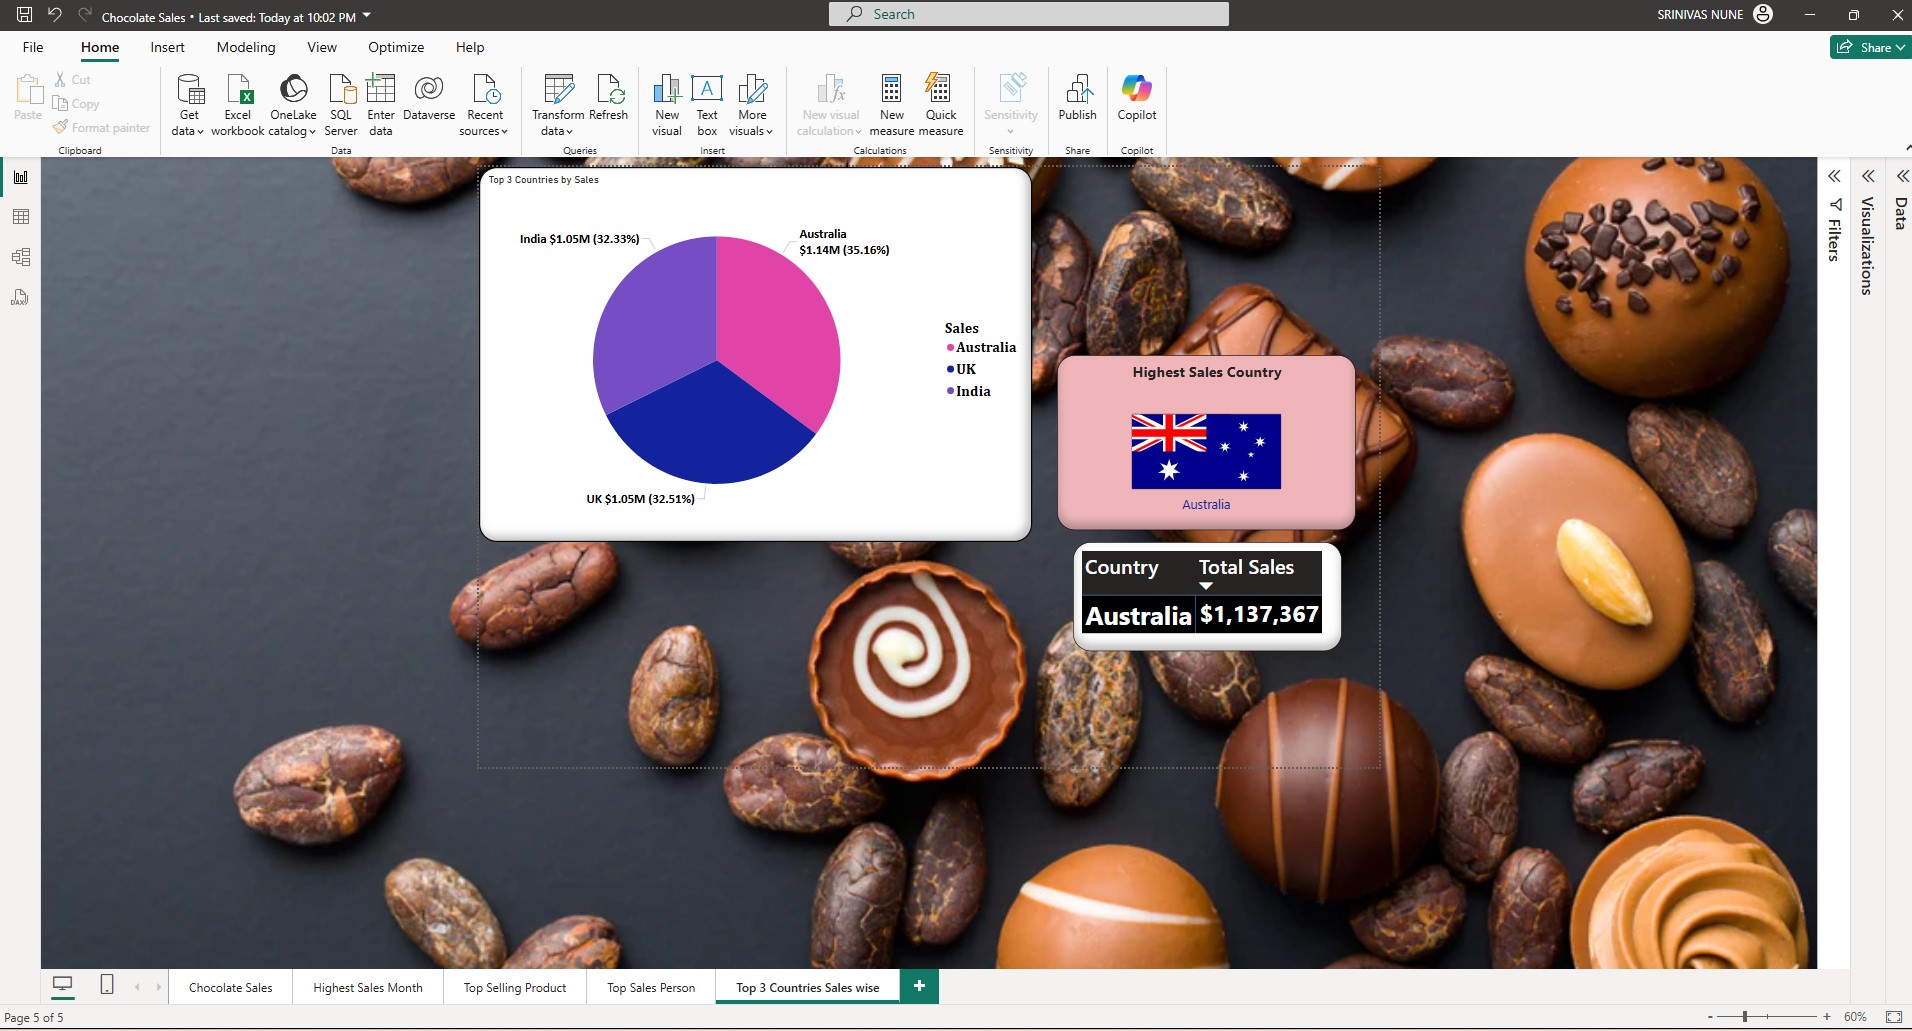 Chocolate Sales • Last saved: Today at 10:02 PM
Search
SRINIVAS NUNE
File
Home
Insert
Modeling
View
Optimize
Help
Share
Paste
Cut
Copy
Format painter
Clipboard
Get data
Excel workbook
OneLake catalog
SQL Server
Enter data
Dataverse
Recent sources
Data
Transform data
Refresh
Queries
New visual
Text box
More visuals
Insert
New visual calculation
New measure
Quick measure
Calculations
Sensitivity
Sensitivity
Publish
Share
Copilot
Copilot
DAX
Top 3 Countries by Sales
India $1.05M (32.33%)
Australia
$1.14M (35.16%)
UK $1.05M (32.51%)
Sales
Australia
UK
India
Highest Sales Country
Australia
Country Total Sales
Australia $1,137,367
Filters
Visualizations
Data
Chocolate Sales
Highest Sales Month
Top Selling Product
Top Sales Person
Top 3 Countries Sales wise
+
Page 5 of 5
- + 60%